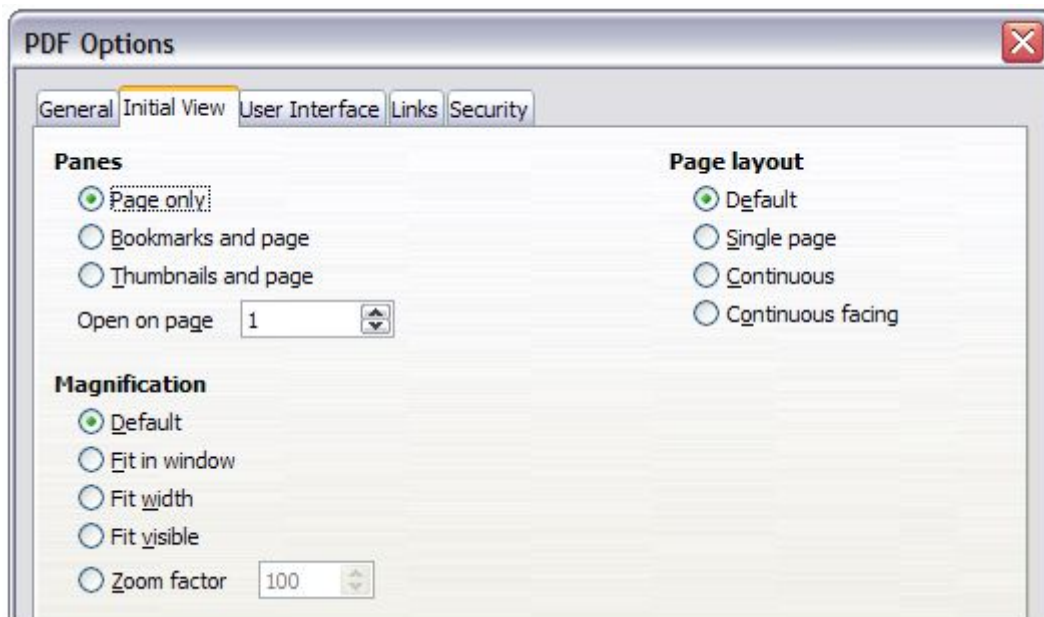 PDF Options
General Initial View User Interface Links Security
Panes
Page only
Bookmarks and page
Thumbnails and page
Open on page 1
Magnification
Default
Fit in window
Fit width
Fit visible
Zoom factor 100
Page layout
Default
Single page
Continuous
Continuous facing